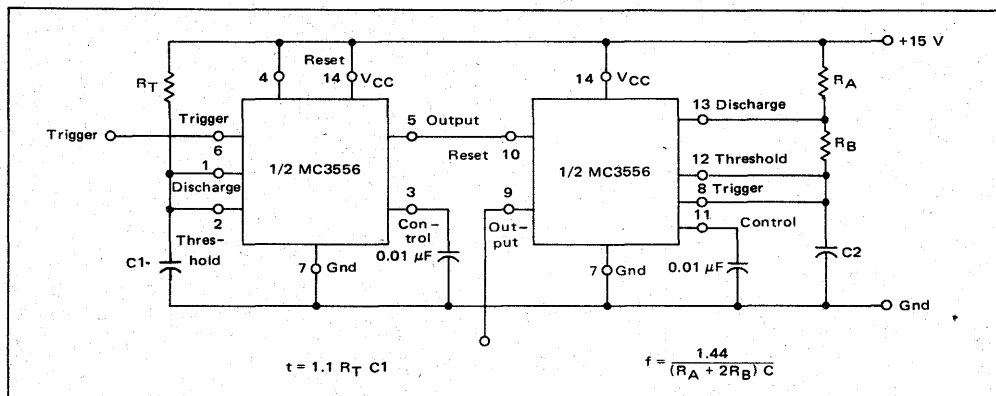 +15 V
RT
Reset
4
14 VCC
14 VCC
RA
13 Discharge
Trigger
Trigger
6
5 Output
Reset
10
RB
1
Discharge
2
1/2 MC3556
1/2 MC3556
12 Threshold
8 Trigger
11
Control
3
Con-
trol
9
Out-
put
Thres-
hold
C1
0.01 μF
7 Gnd
7 Gnd
0.01 μF
C2
Gnd
t = 1.1 RT C1
f = 1.44
(RA + 2RB) C